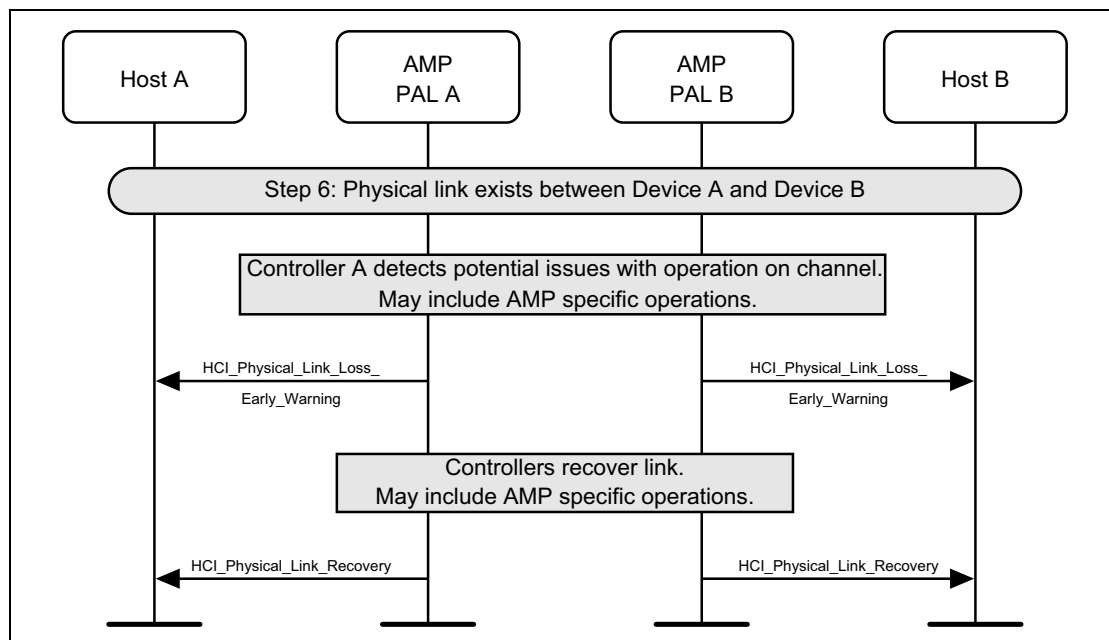 Host A
AMP
PAL A
AMP
PAL B
Host B
Step 6: Physical link exists between Device A and Device B
Controller A detects potential issues with operation on channel.
May include AMP specific operations.
HCI_Physical_Link_Loss_
Early_Warning
HCI_Physical_Link_Loss_
Early_Warning
Controllers recover link.
May include AMP specific operations.
HCI_Physical_Link_Recovery
HCI_Physical_Link_Recovery